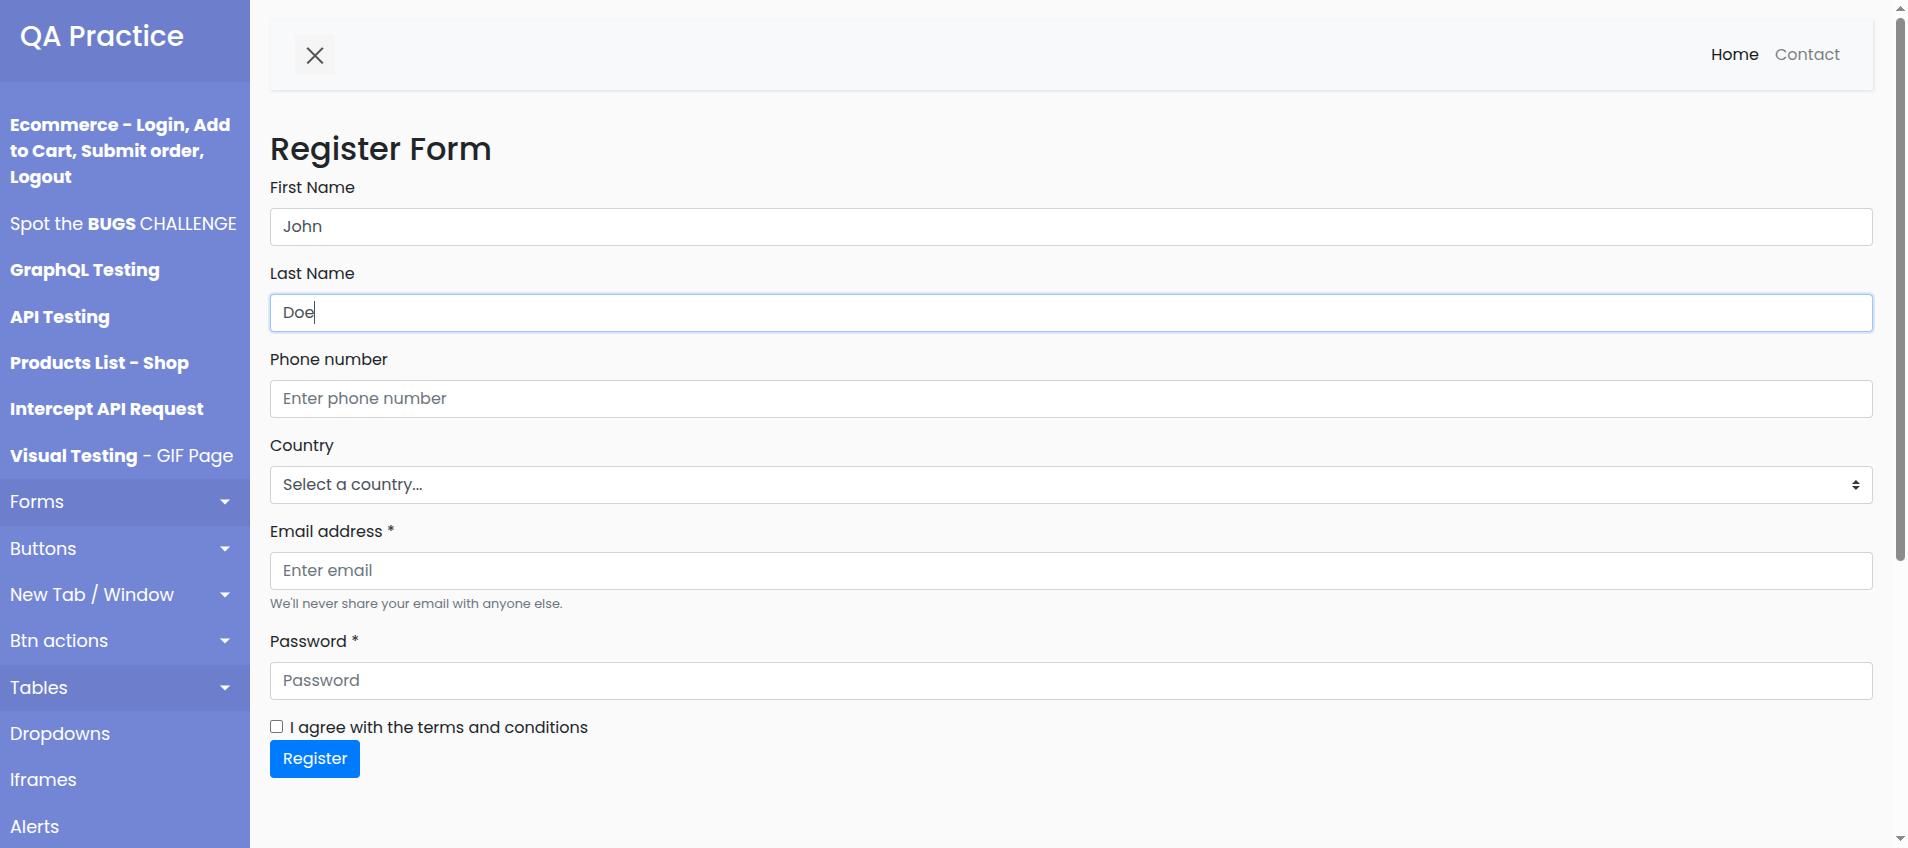 QA Practice
Ecommerce - Login, Add
to Cart, Submit order,
Logout
Spot the BUGS CHALLENGE
GraphQL Testing
API Testing
Products List - Shop
Intercept API Request
Visual Testing - GIF Page
Forms
Buttons
New Tab / Window
Btn actions
Tables
Dropdowns
Iframes
Alerts
Home Contact
Register Form
First Name
John
Last Name
Doe
Phone number
Enter phone number
Country
Select a country...
Email address *
Enter email
We'll never share your email with anyone else.
Password *
Password
I agree with the terms and conditions
Register